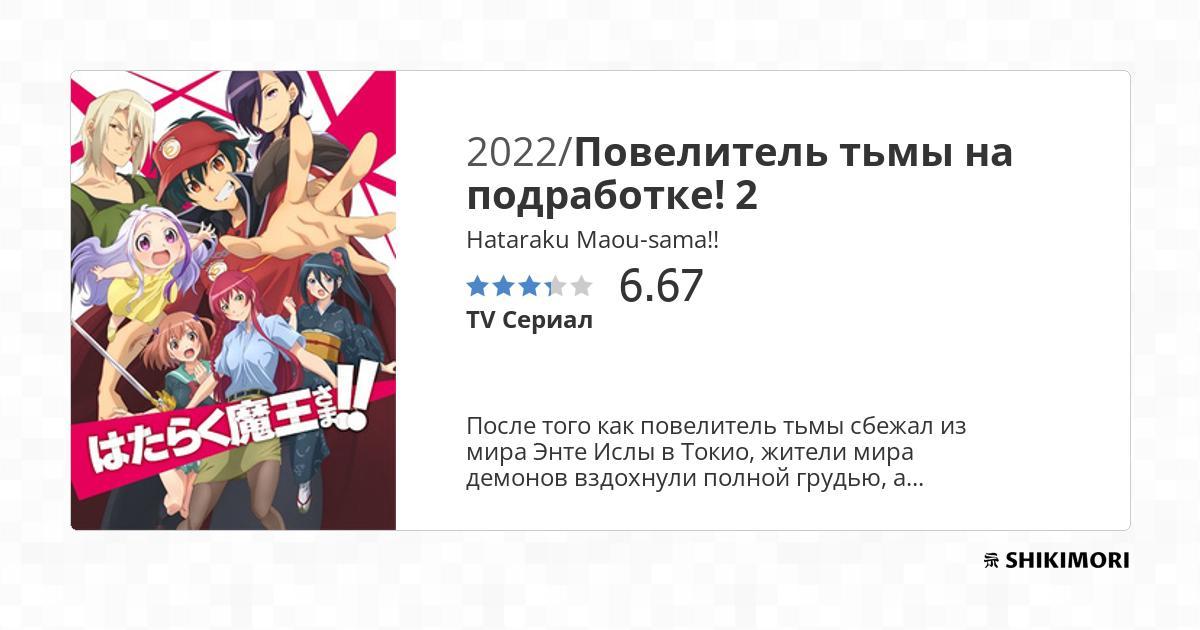 はたらく魔王さま!!
2022/Повелитель тьмы на
подработке! 2
Hataraku Maou-sama!!
6.67
TV Сериал
После того как повелитель тьмы сбежал из
мира Энте Ислы в Токио, жители мира
демонов вздохнули полной грудью, а...
SHIKIMORI